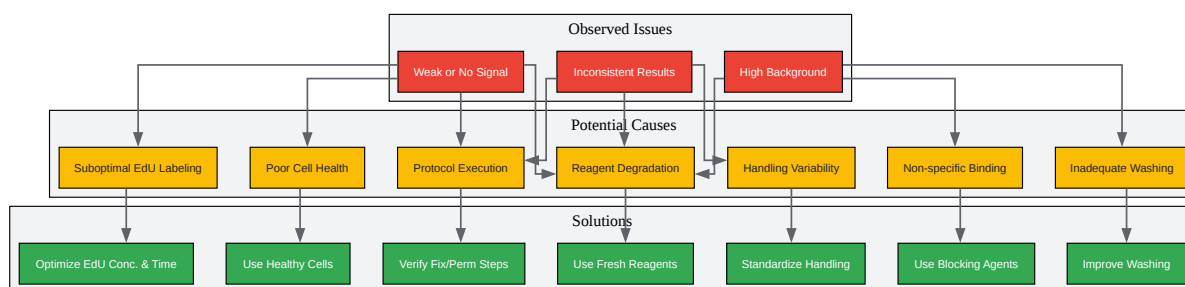 Observed Issues
Weak or No Signal
Inconsistent Results
High Background
Potential Causes
Suboptimal EdU Labeling
Poor Cell Health
Protocol Execution
Reagent Degradation
Handling Variability
Non-specific Binding
Inadequate Washing
Solutions
Optimize EdU Conc. & Time
Use Healthy Cells
Verify Fix/Perm Steps
Use Fresh Reagents
Standardize Handling
Use Blocking Agents
Improve Washing